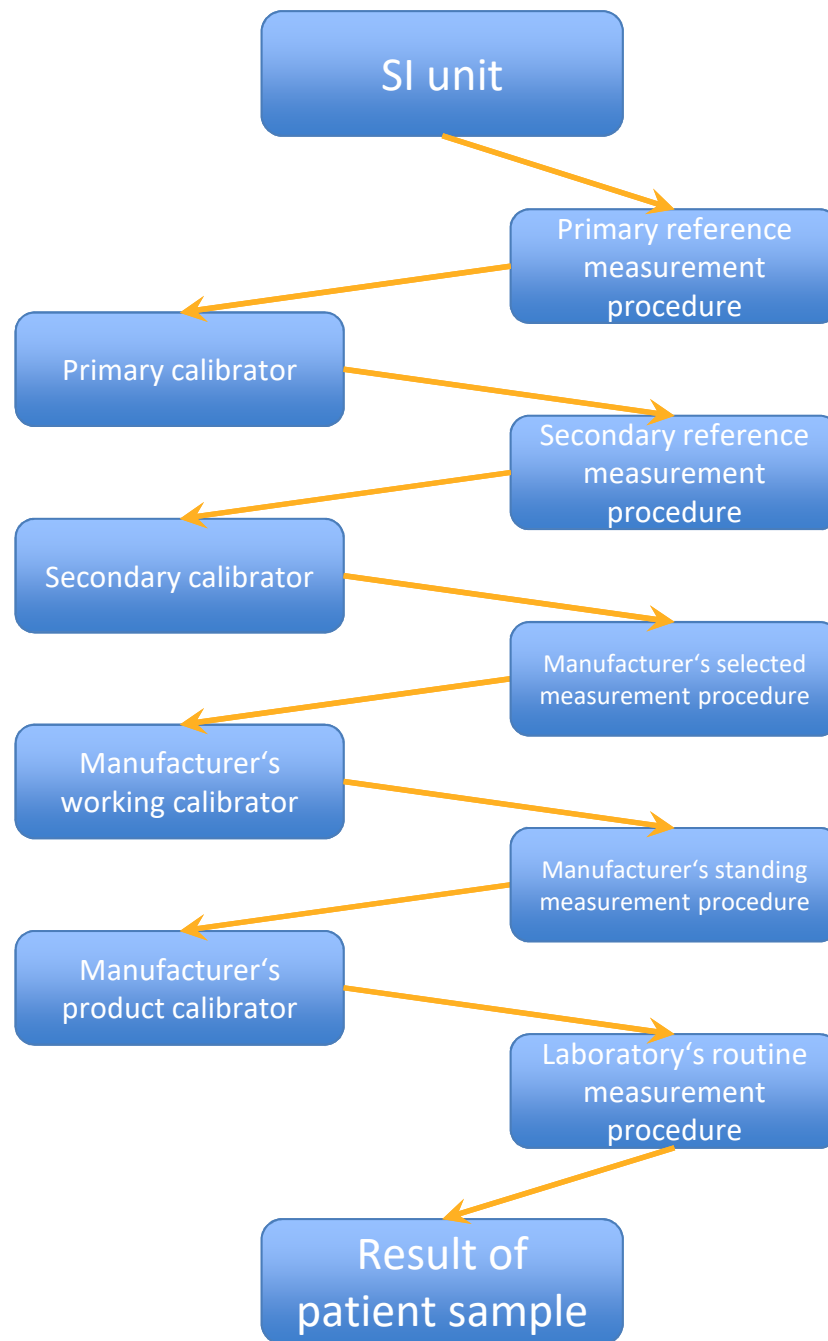 SI unit
Primary reference
measurement
procedure
Primary calibrator
Secondary reference
measurement
procedure
Secondary calibrator
Manufacturer‘s selected
measurement procedure
Manufacturer‘s
working calibrator
Manufacturer‘s standing
measurement procedure
Manufacturer‘s
product calibrator
Laboratory‘s routine
measurement
procedure
Result of
patient sample